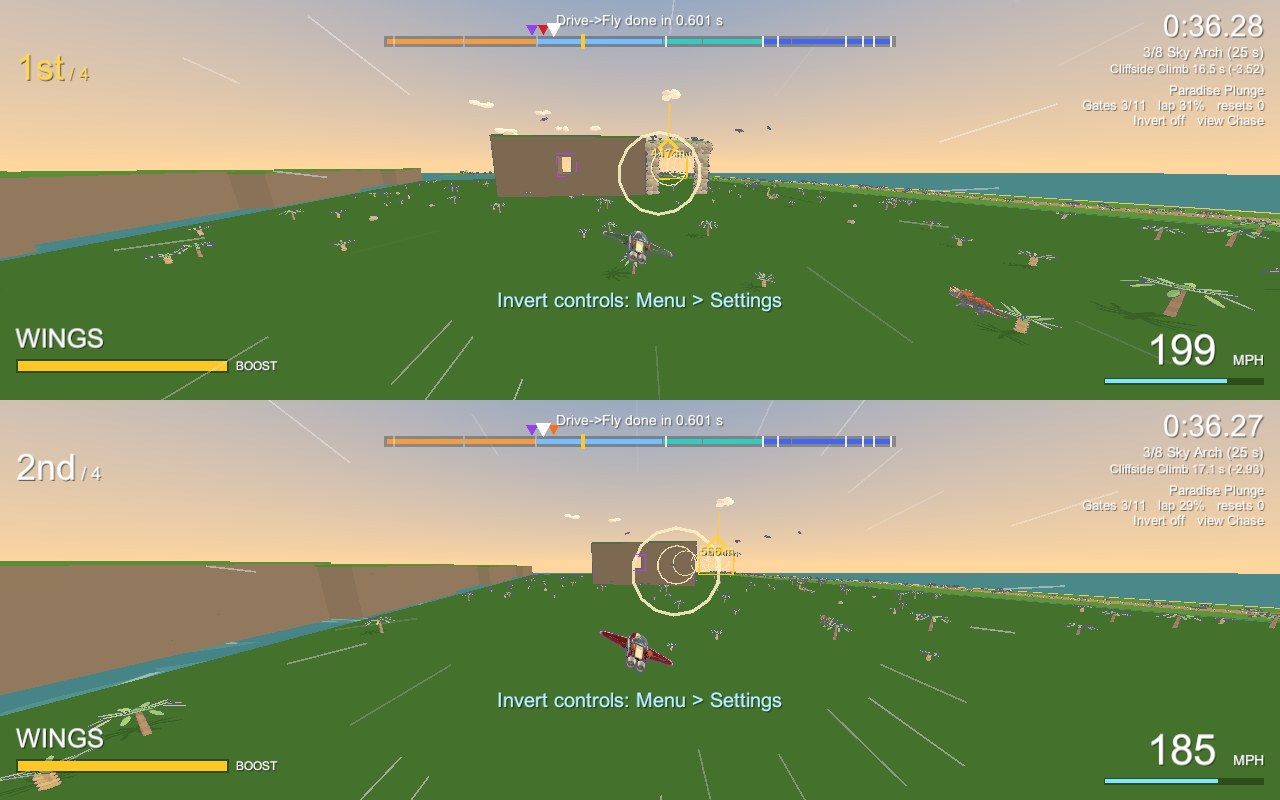 Drive->Fly done in 0.601 s
0:36.28
1st / 4
3/8 Sky Arch (25 s)
Cliffside Climb 16.5 s (-3.52)
Paradise Plunge
Gates 3/11 lap 31% resets 0
Invert off view Chase
Invert controls: Menu > Settings
WINGS
BOOST
199 MPH
Drive->Fly done in 0.601 s
0:36.27
2nd / 4
3/8 Sky Arch (25 s)
Cliffside Climb 17.1 s (-2.93)
Paradise Plunge
Gates 3/11 lap 29% resets 0
Invert off view Chase
Invert controls: Menu > Settings
WINGS
BOOST
185 MPH